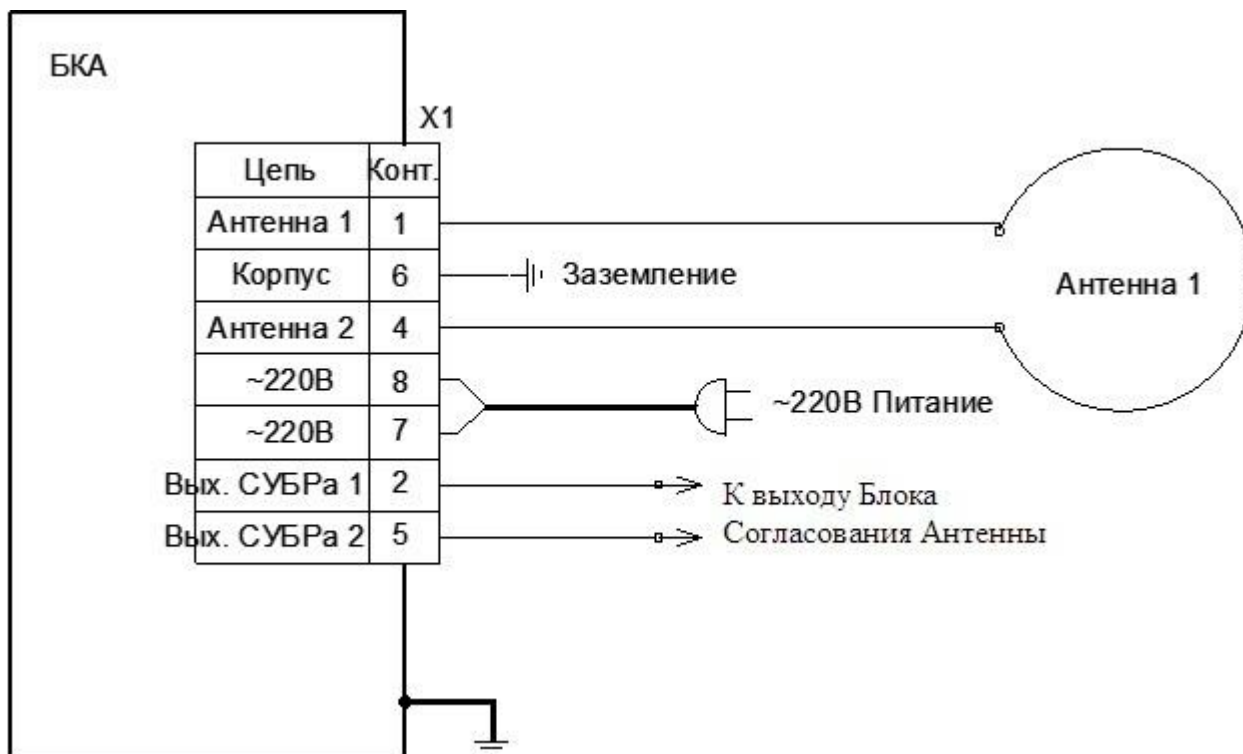 БКА
X1
Цепь Конт.
Антенна 1 1
Корпус 6 Заземление
Антенна 1
Антенна 2 4
~220В 8
~220В Питание
~220В 7
Вых. СУБРа 1 2
К выходу Блока
Вых. СУБРа 2 5
Согласования Антенны